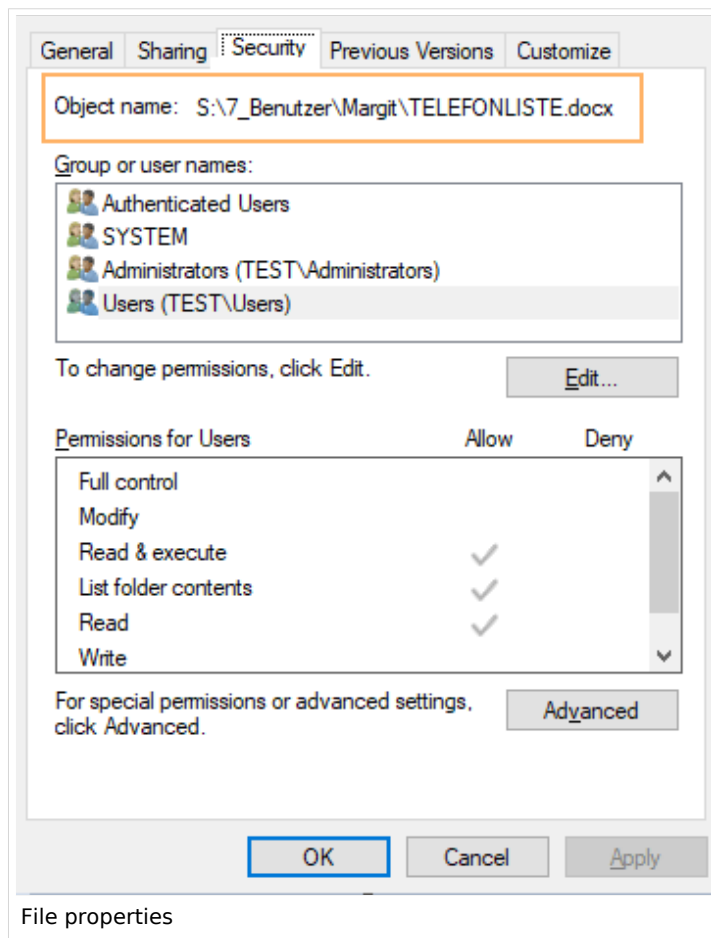 General Sharing Security Previous Versions Customize
Object name: S:\7_Benutzer\Margit\TELEFONLISTE.docx
Group or user names:
Authenticated Users
SYSTEM
Administrators (TEST\Administrators)
Users (TEST\Users)
To change permissions, click Edit.
Edit...
Permissions for Users Allow Deny
Full control
Modify
Read & execute
List folder contents
Read
Write
For special permissions or advanced settings,
click Advanced.
Advanced
OK Cancel Apply
File properties